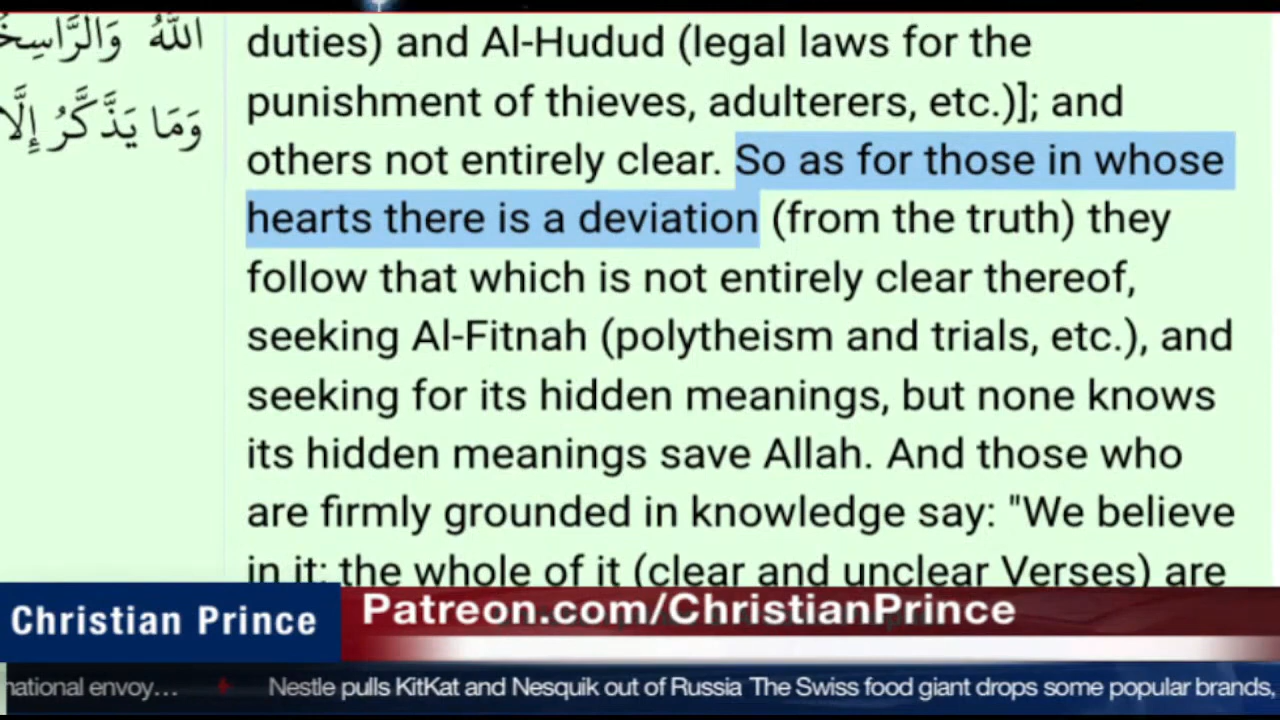 اللَّهُ وَالرَّاسِخُ
وَمَا يَذَّكَّرُ إِلَّا
duties) and Al-Hudud (legal laws for the
punishment of thieves, adulterers, etc.)]; and
others not entirely clear. So as for those in whose
hearts there is a deviation (from the truth) they
follow that which is not entirely clear thereof,
seeking Al-Fitnah (polytheism and trials, etc.), and
seeking for its hidden meanings, but none knows
its hidden meanings save Allah. And those who
are firmly grounded in knowledge say: "We believe
in it; the whole of it (clear and unclear Verses) are
Christian Prince
Patreon.com/ChristianPrince
national envoy... Nestle pulls KitKat and Nesquik out of Russia The Swiss food giant drops some popular brands,